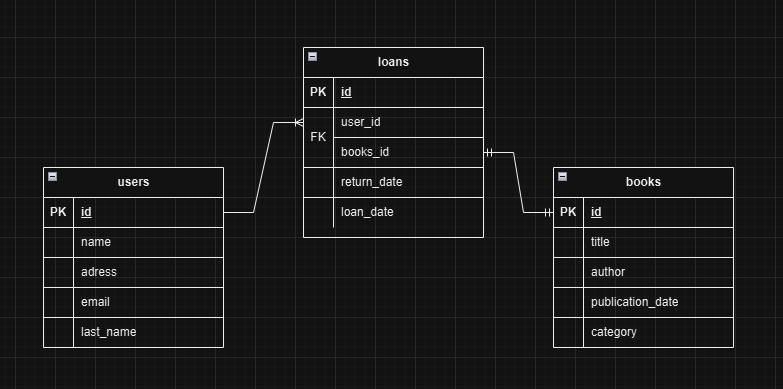 loans
PK id
FK user_id
books_id
return_date
loan_date
users
PK id
name
adress
email
last_name
books
PK id
title
author
publication_date
category